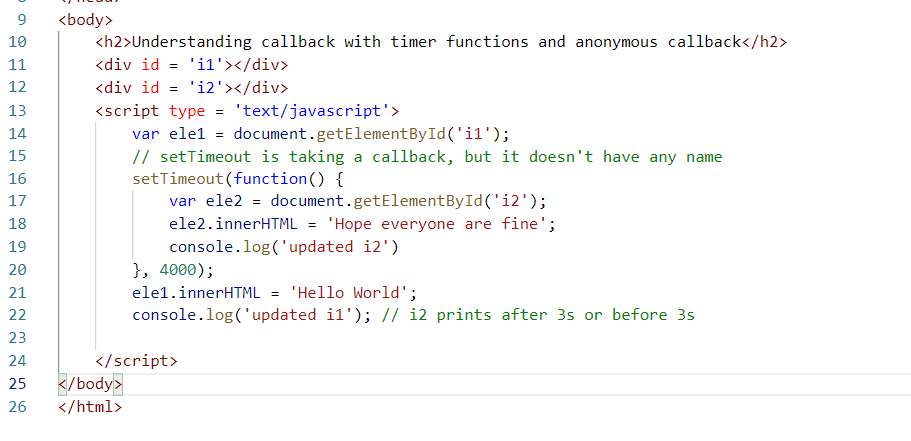 8 </head>
9 <body>
10 <h2>Understanding callback with timer functions and anonymous callback</h2>
11 <div id = 'i1'></div>
12 <div id = 'i2'></div>
13 <script type = 'text/javascript'>
14 var ele1 = document.getElementById('i1');
15 // setTimeout is taking a callback, but it doesn't have any name
16 setTimeout(function() {
17 var ele2 = document.getElementById('i2');
18 ele2.innerHTML = 'Hope everyone are fine';
19 console.log('updated i2')
20 }, 4000);
21 ele1.innerHTML = 'Hello World';
22 console.log('updated i1'); // i2 prints after 3s or before 3s
23
24 </script>
25 </body>
26 </html>